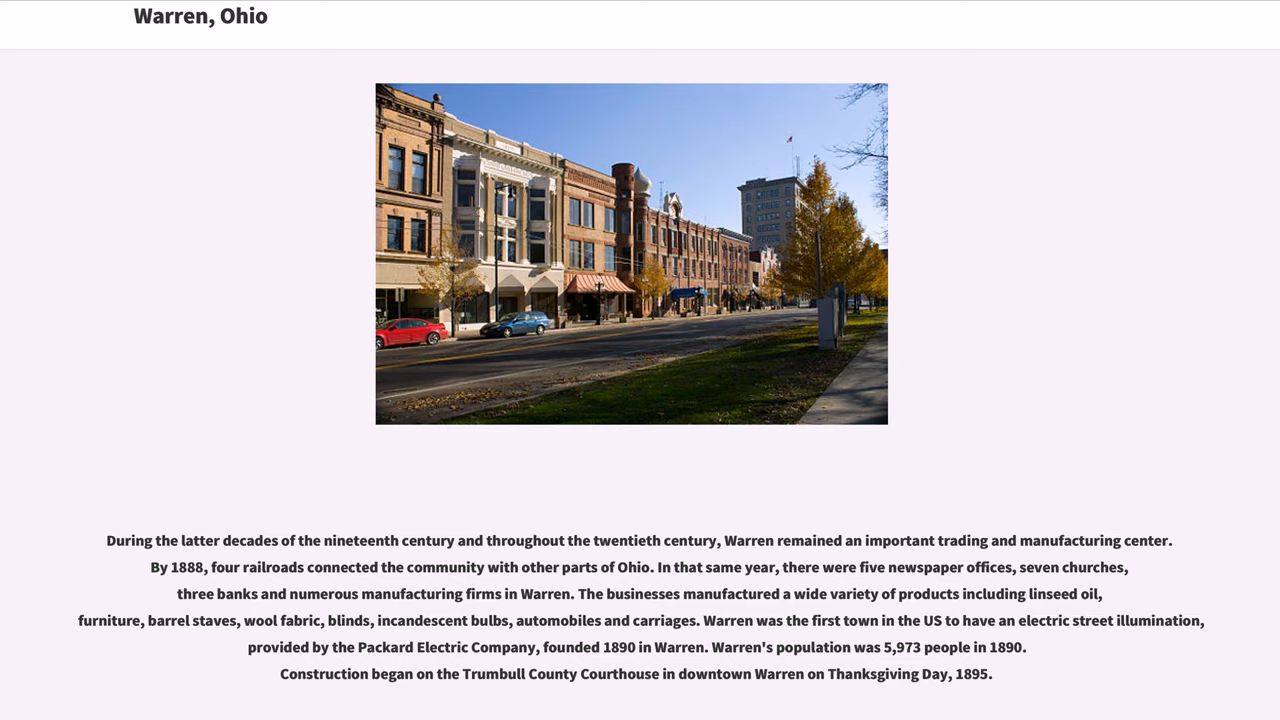 Warren, Ohio
During the latter decades of the nineteenth century and throughout the twentieth century, Warren remained an important trading and manufacturing center.
By 1888, four railroads connected the community with other parts of Ohio. In that same year, there were five newspaper offices, seven churches,
three banks and numerous manufacturing firms in Warren. The businesses manufactured a wide variety of products including linseed oil,
furniture, barrel staves, wool fabric, blinds, incandescent bulbs, automobiles and carriages. Warren was the first town in the US to have an electric street illumination,
provided by the Packard Electric Company, founded 1890 in Warren. Warren's population was 5,973 people in 1890.
Construction began on the Trumbull County Courthouse in downtown Warren on Thanksgiving Day, 1895.